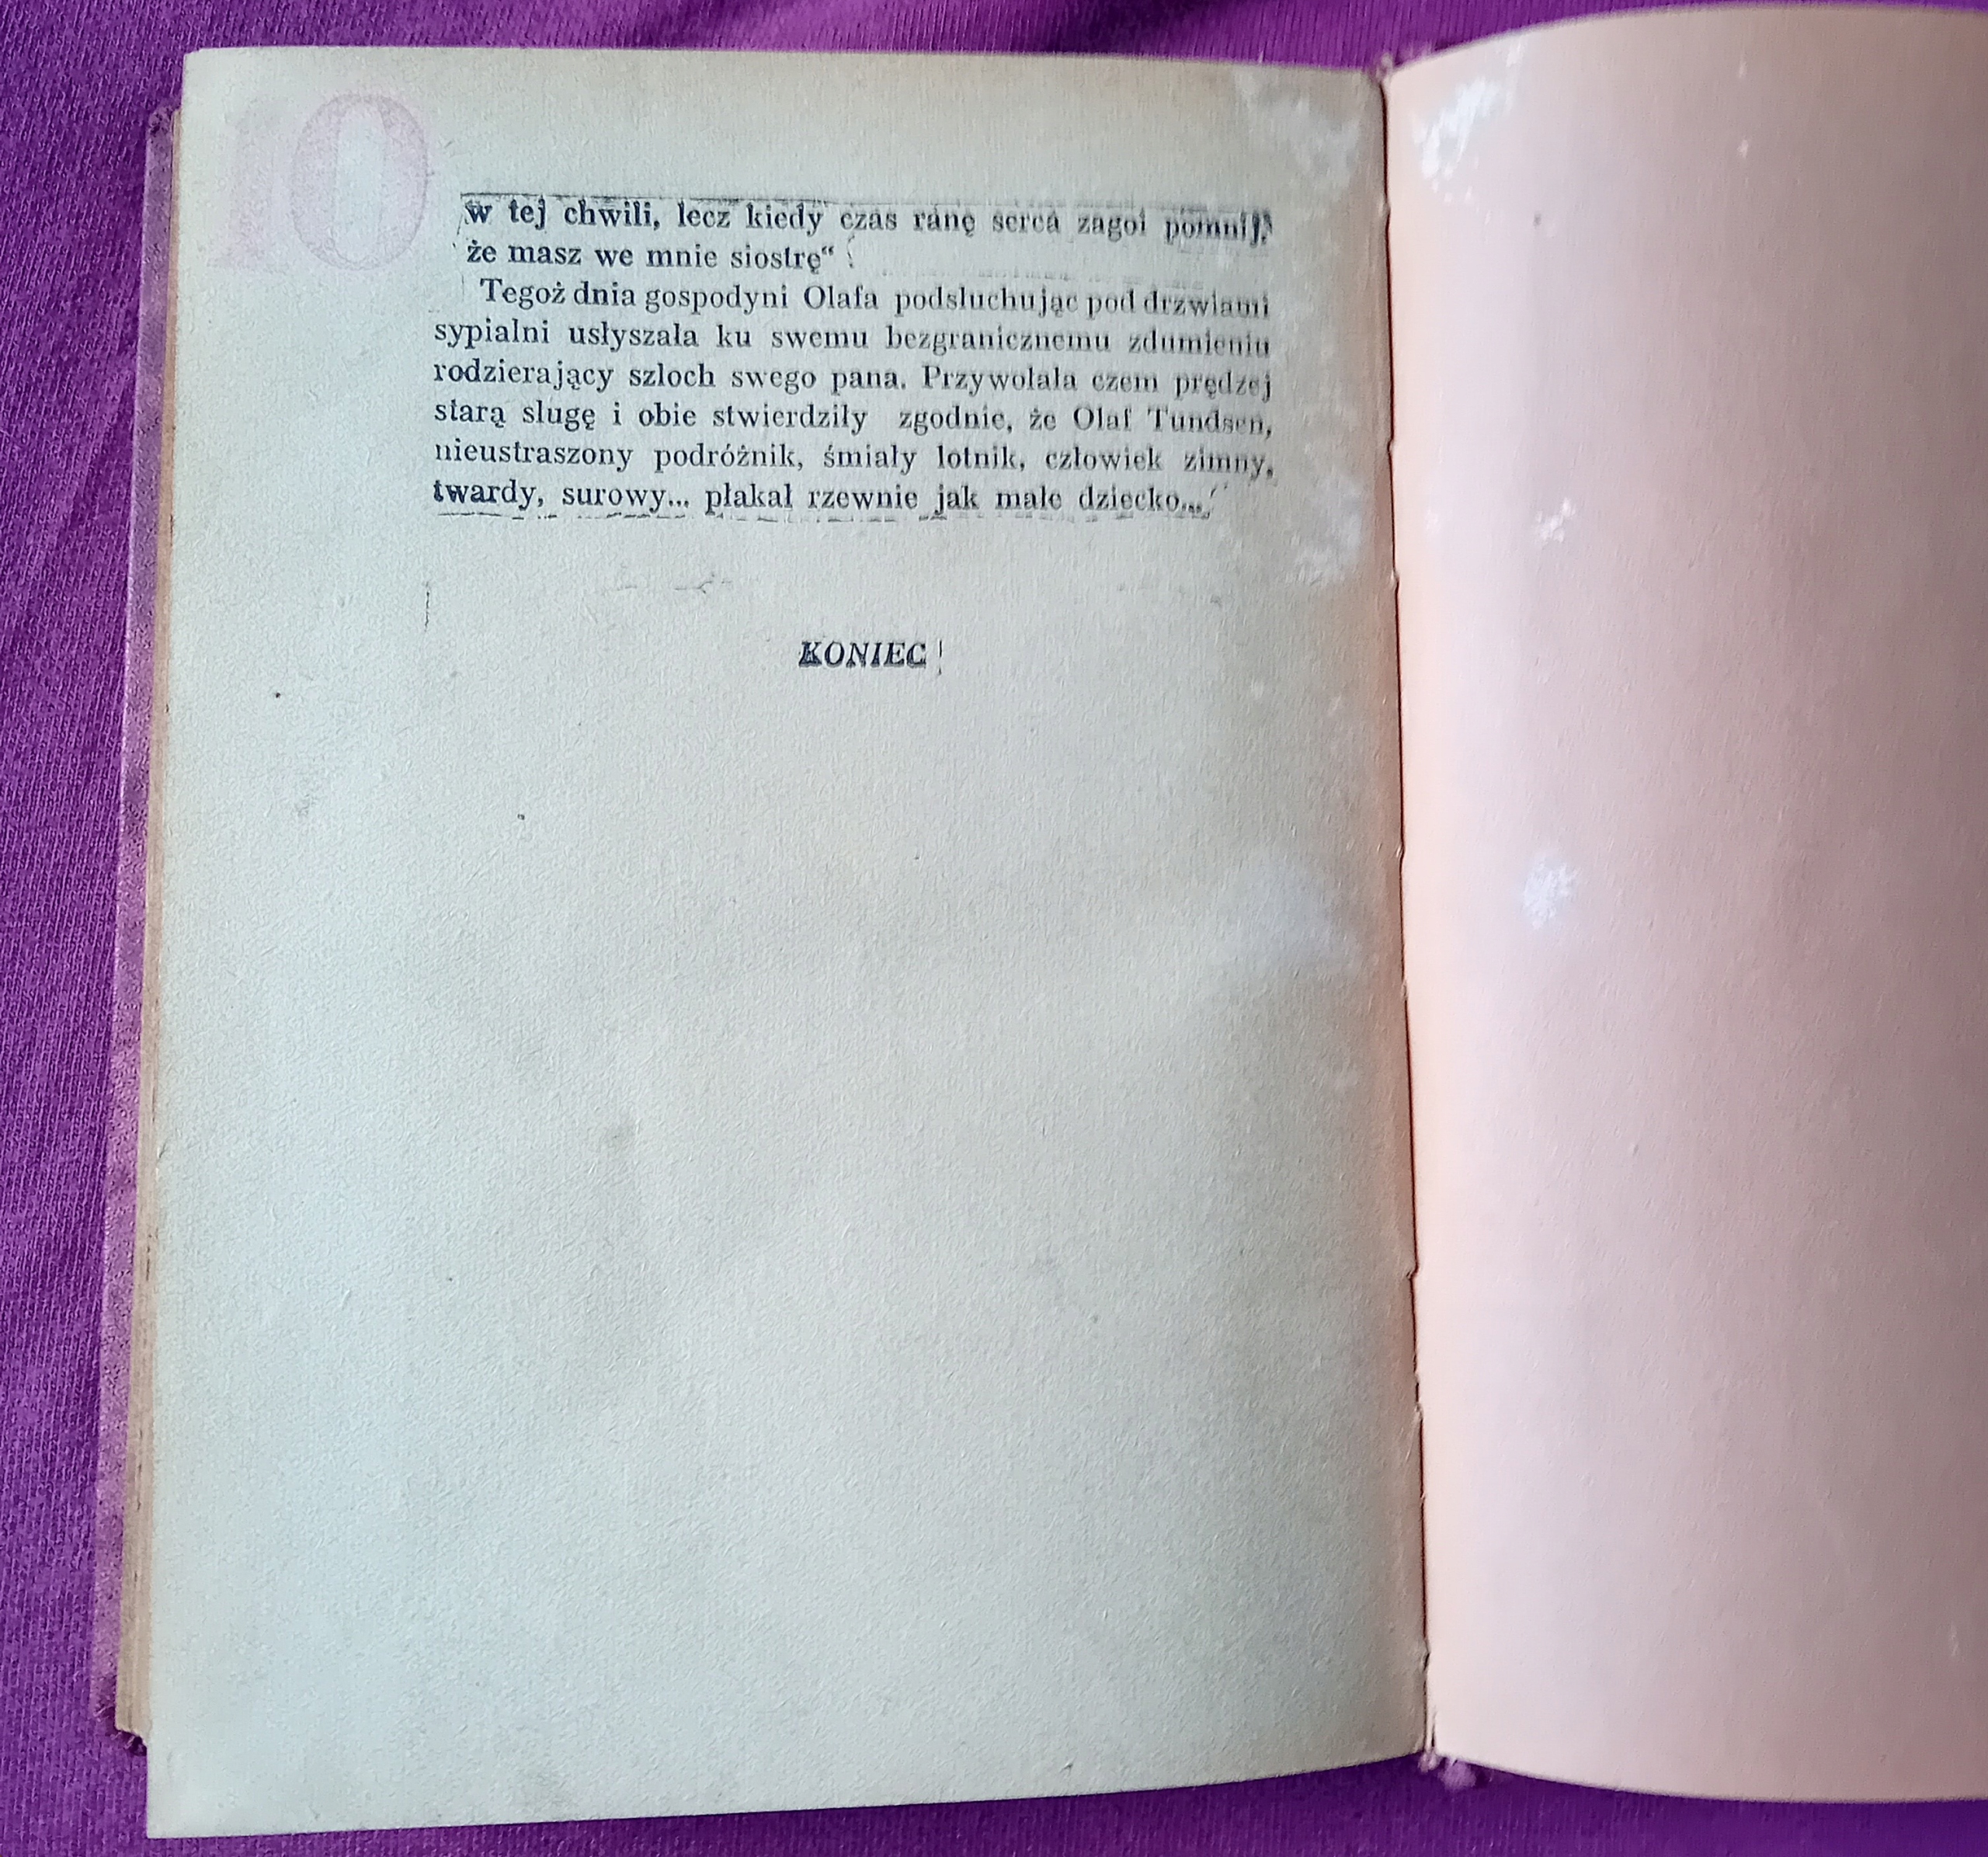 10
w tej chwili, lecz kiedy czas ranę serca zagoi pomnij,
że masz we mnie siostrę“
Tegoż dnia gospodyni Olafa podsłuchując pod drzwiami
sypialni usłyszała ku swemu bezgranicznemu zdumieniu
rodzierający szloch swego pana. Przywołała czem prędzej
starą sługę i obie stwierdziły zgodnie, że Olaf Tundsen,
nieustraszony podróżnik, śmiały lotnik, człowiek zimny,
twardy, surowy... płakał rzewnie jak małe dziecko...
KONIEC